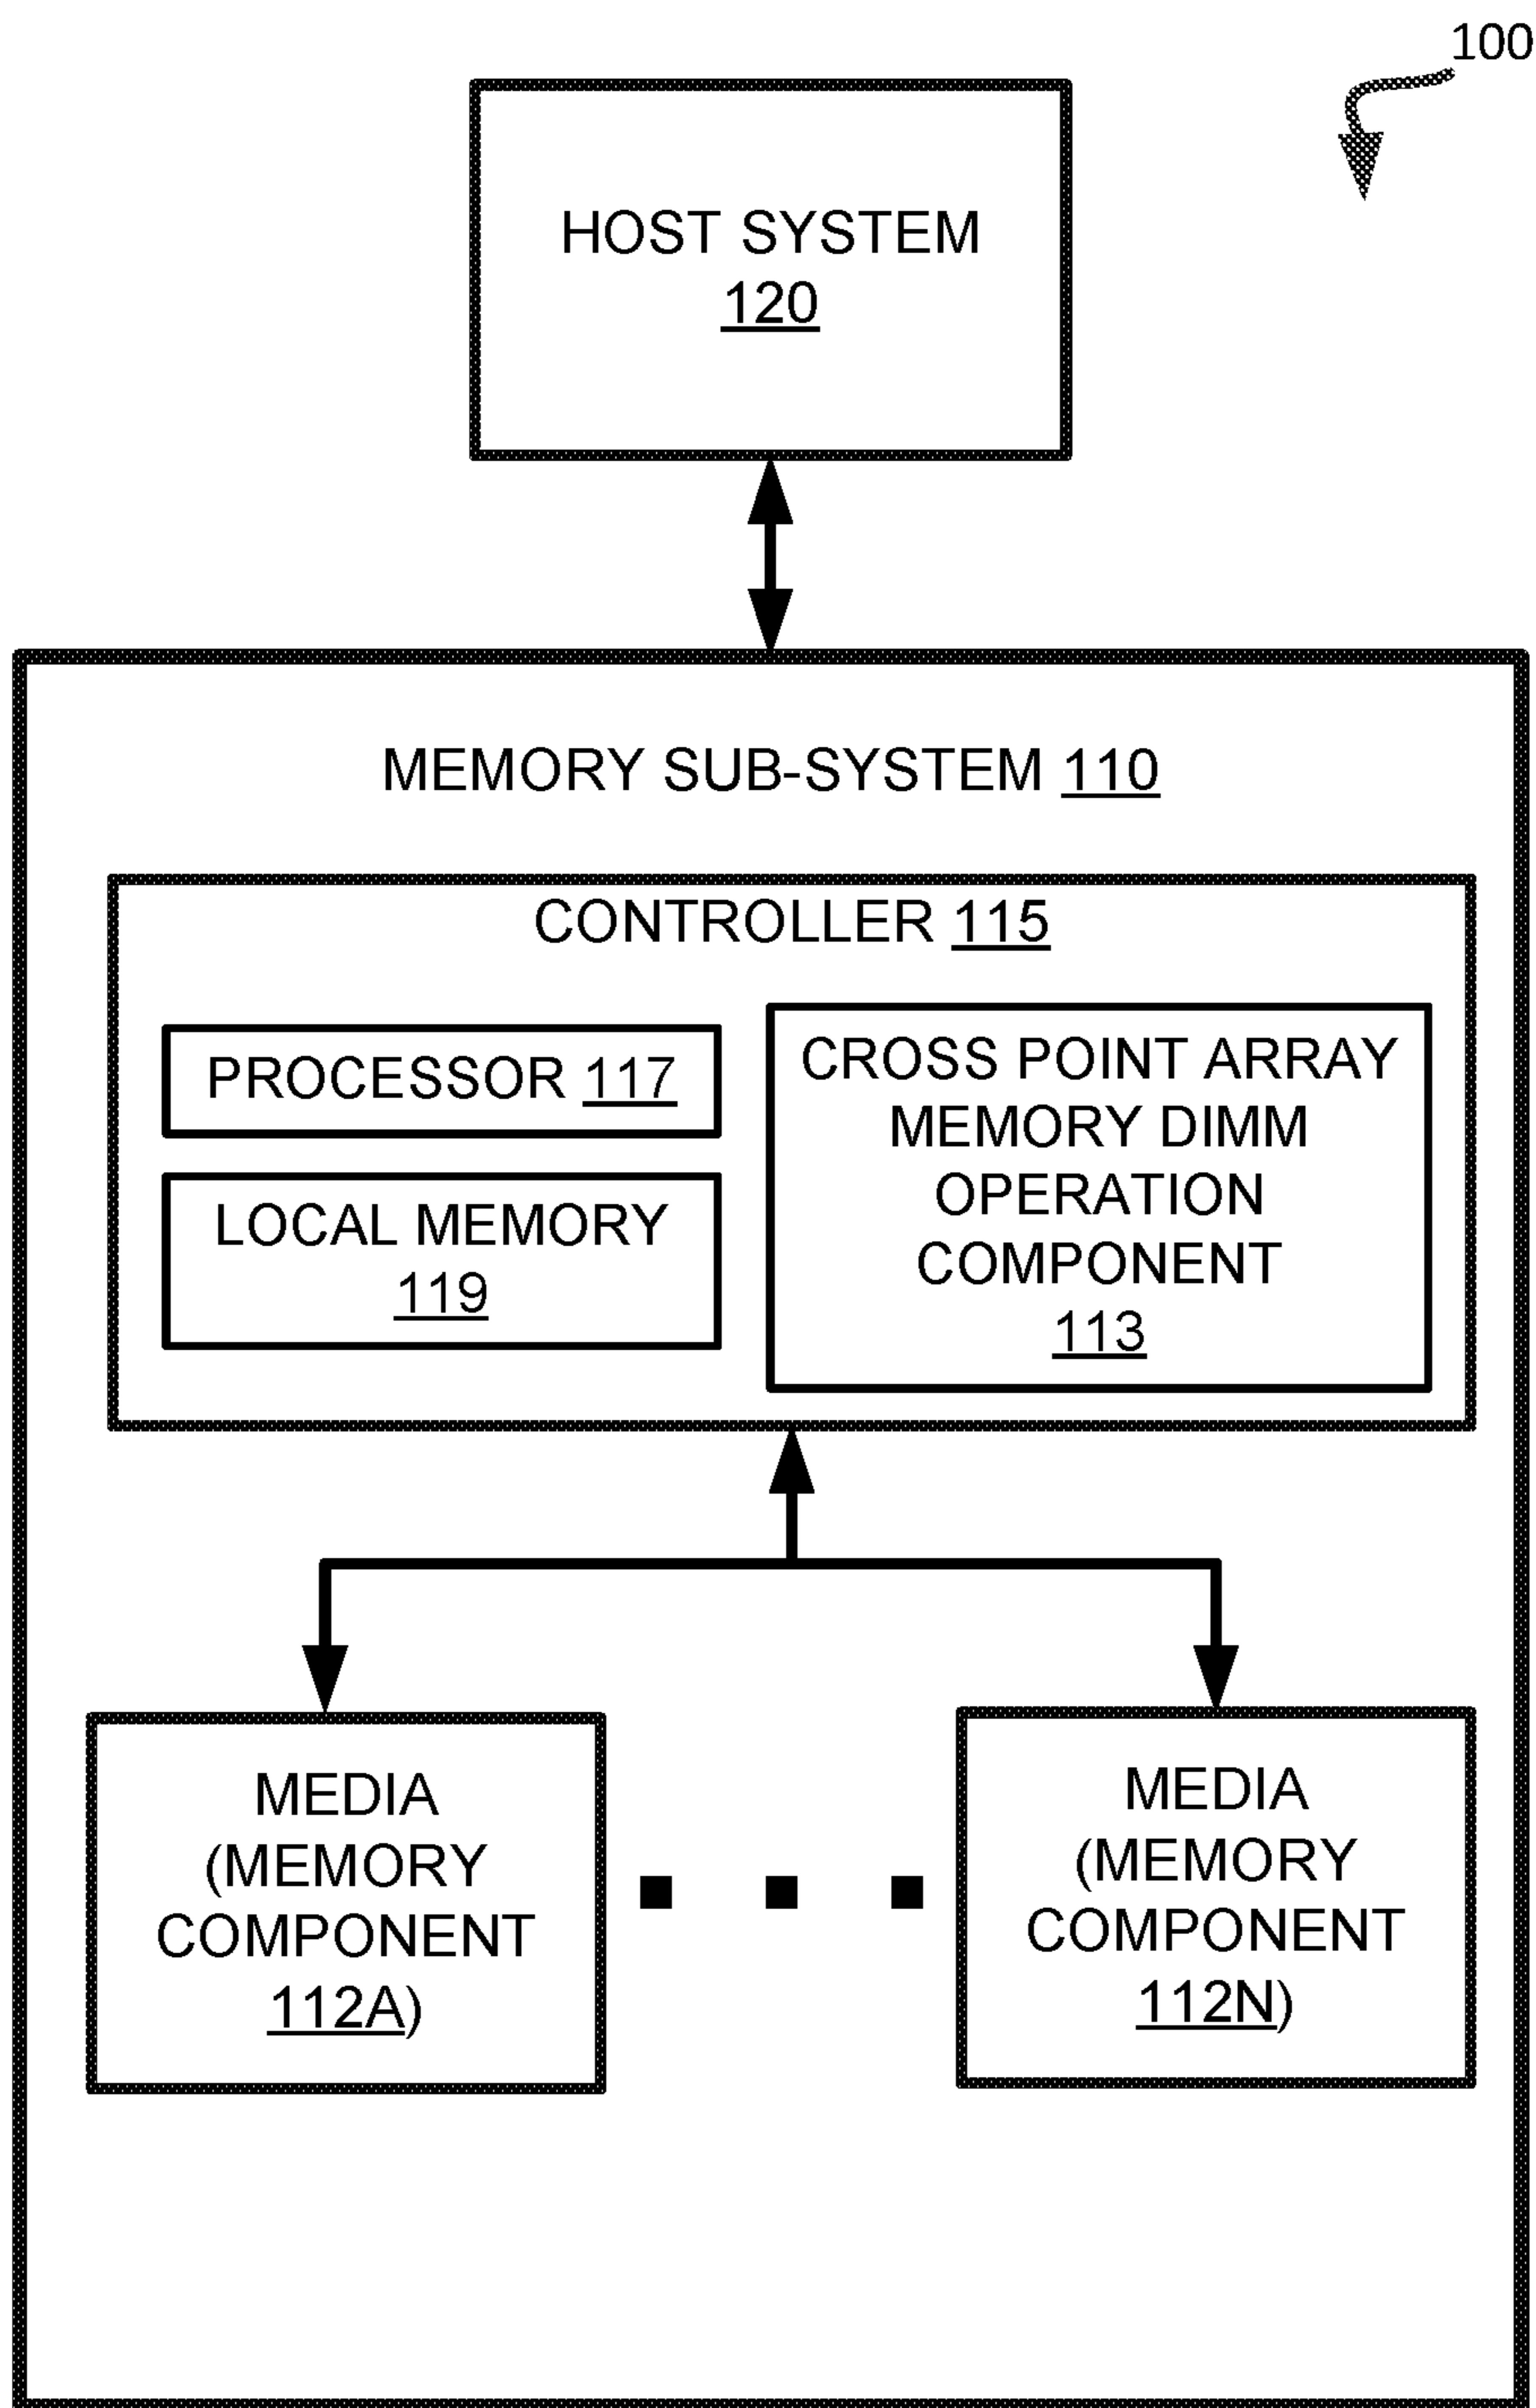 100
HOST SYSTEM
120
MEMORY SUB-SYSTEM 110
CONTROLLER 115
PROCESSOR 117
LOCAL MEMORY
119
CROSS POINT ARRAY
MEMORY DIMM
OPERATION
COMPONENT
113
MEDIA
(MEMORY
COMPONENT
112A)
MEDIA
(MEMORY
COMPONENT
112N)